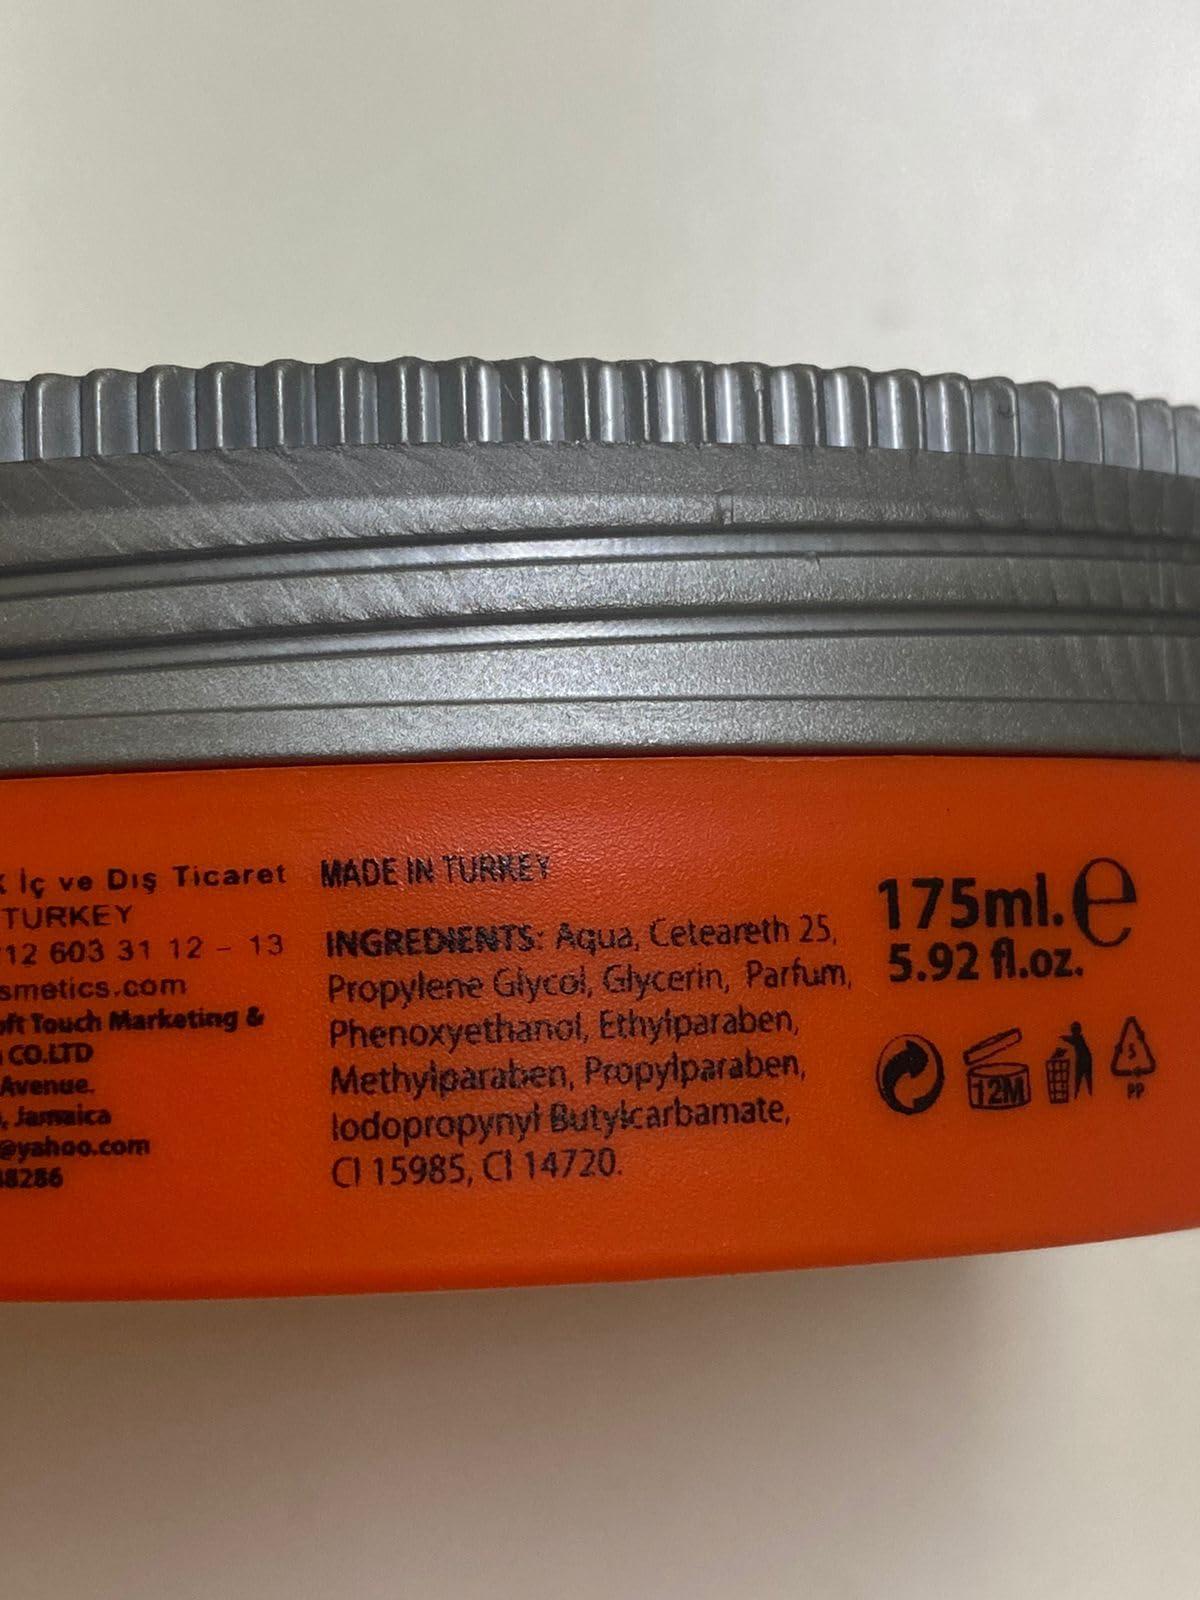 İç ve Dış Ticaret
TURKEY
12 603 31 12 - 13
smetics.com
oft Touch Marketing &
CO.LTD
Avenue.
, Jamaica
@yahoo.com
48286
MADE IN TURKEY
INGREDIENTS: Aqua, Ceteareth 25,
Propylene Glycol, Glycerin, Parfum,
Phenoxyethanol, Ethylparaben,
Methylparaben, Propylparaben,
Iodopropynyl Butylcarbamate,
CI 15985, CI 14720.
175ml. e
5.92 fl.oz.
12M
5
PP